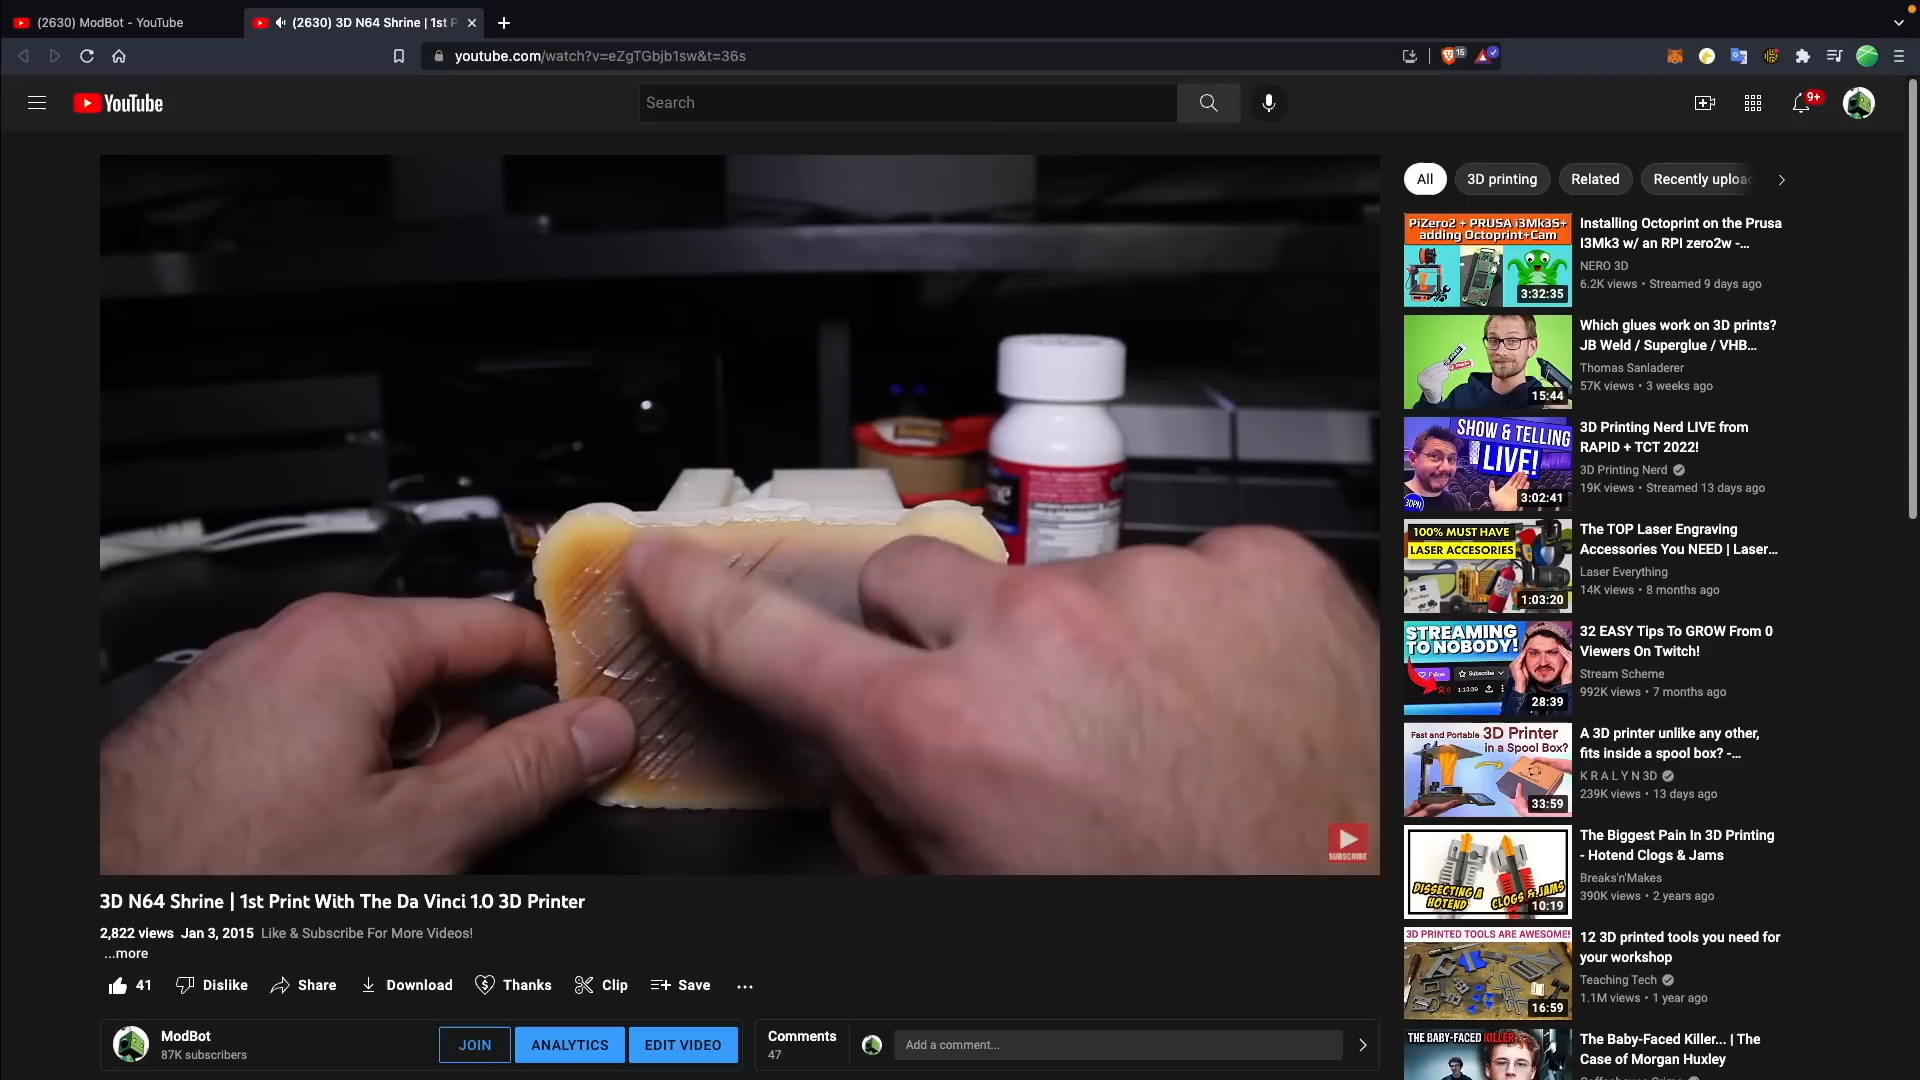 (2630) ModBot - YouTube
(2630) 3D N64 Shrine | 1st P
youtube.com/watch?v=eZgTGbjb1sw&t=36s
15
YouTube
Search
9+
All
3D printing
Related
Recently uploa
PiZero2 + PRUSA i3Mk3S+
adding Octoprint+Cam
3:32:35
Installing Octoprint on the Prusa
I3Mk3 w/ an RPI zero2w -...
NERO 3D
6.2K views • Streamed 9 days ago
15:44
Which glues work on 3D prints?
JB Weld / Superglue / VHB...
Thomas Sanladerer
57K views • 3 weeks ago
SHOW & TELLING
LIVE!
3DPN
3:02:41
3D Printing Nerd LIVE from
RAPID + TCT 2022!
3D Printing Nerd
19K views • Streamed 13 days ago
100% MUST HAVE
LASER ACCESORIES
1:03:20
The TOP Laser Engraving
Accessories You NEED | Laser...
Laser Everything
14K views • 8 months ago
STREAMING
TO NOBODY!
Follow
Subscribe
1:13:39
28:39
32 EASY Tips To GROW From 0
Viewers On Twitch!
Stream Scheme
992K views • 7 months ago
Fast and Portable 3D Printer
in a Spool Box?
33:59
A 3D printer unlike any other,
fits inside a spool box? -...
K R A L Y N 3D
239K views • 13 days ago
DISSECTING A
HOTEND
CLOGS & JAMS
10:19
The Biggest Pain In 3D Printing
- Hotend Clogs & Jams
Breaks'n'Makes
390K views • 2 years ago
3D PRINTED TOOLS ARE AWESOME!
16:59
12 3D printed tools you need for
your workshop
Teaching Tech
1.1M views • 1 year ago
THE BABY-FACED KILLER
The Baby-Faced Killer... | The
Case of Morgan Huxley
SUBSCRIBE
3D N64 Shrine | 1st Print With The Da Vinci 1.0 3D Printer
2,822 views Jan 3, 2015 Like & Subscribe For More Videos!
...more
41
Dislike
Share
Download
Thanks
Clip
Save
ModBot
87K subscribers
JOIN
ANALYTICS
EDIT VIDEO
Comments
47
Add a comment...